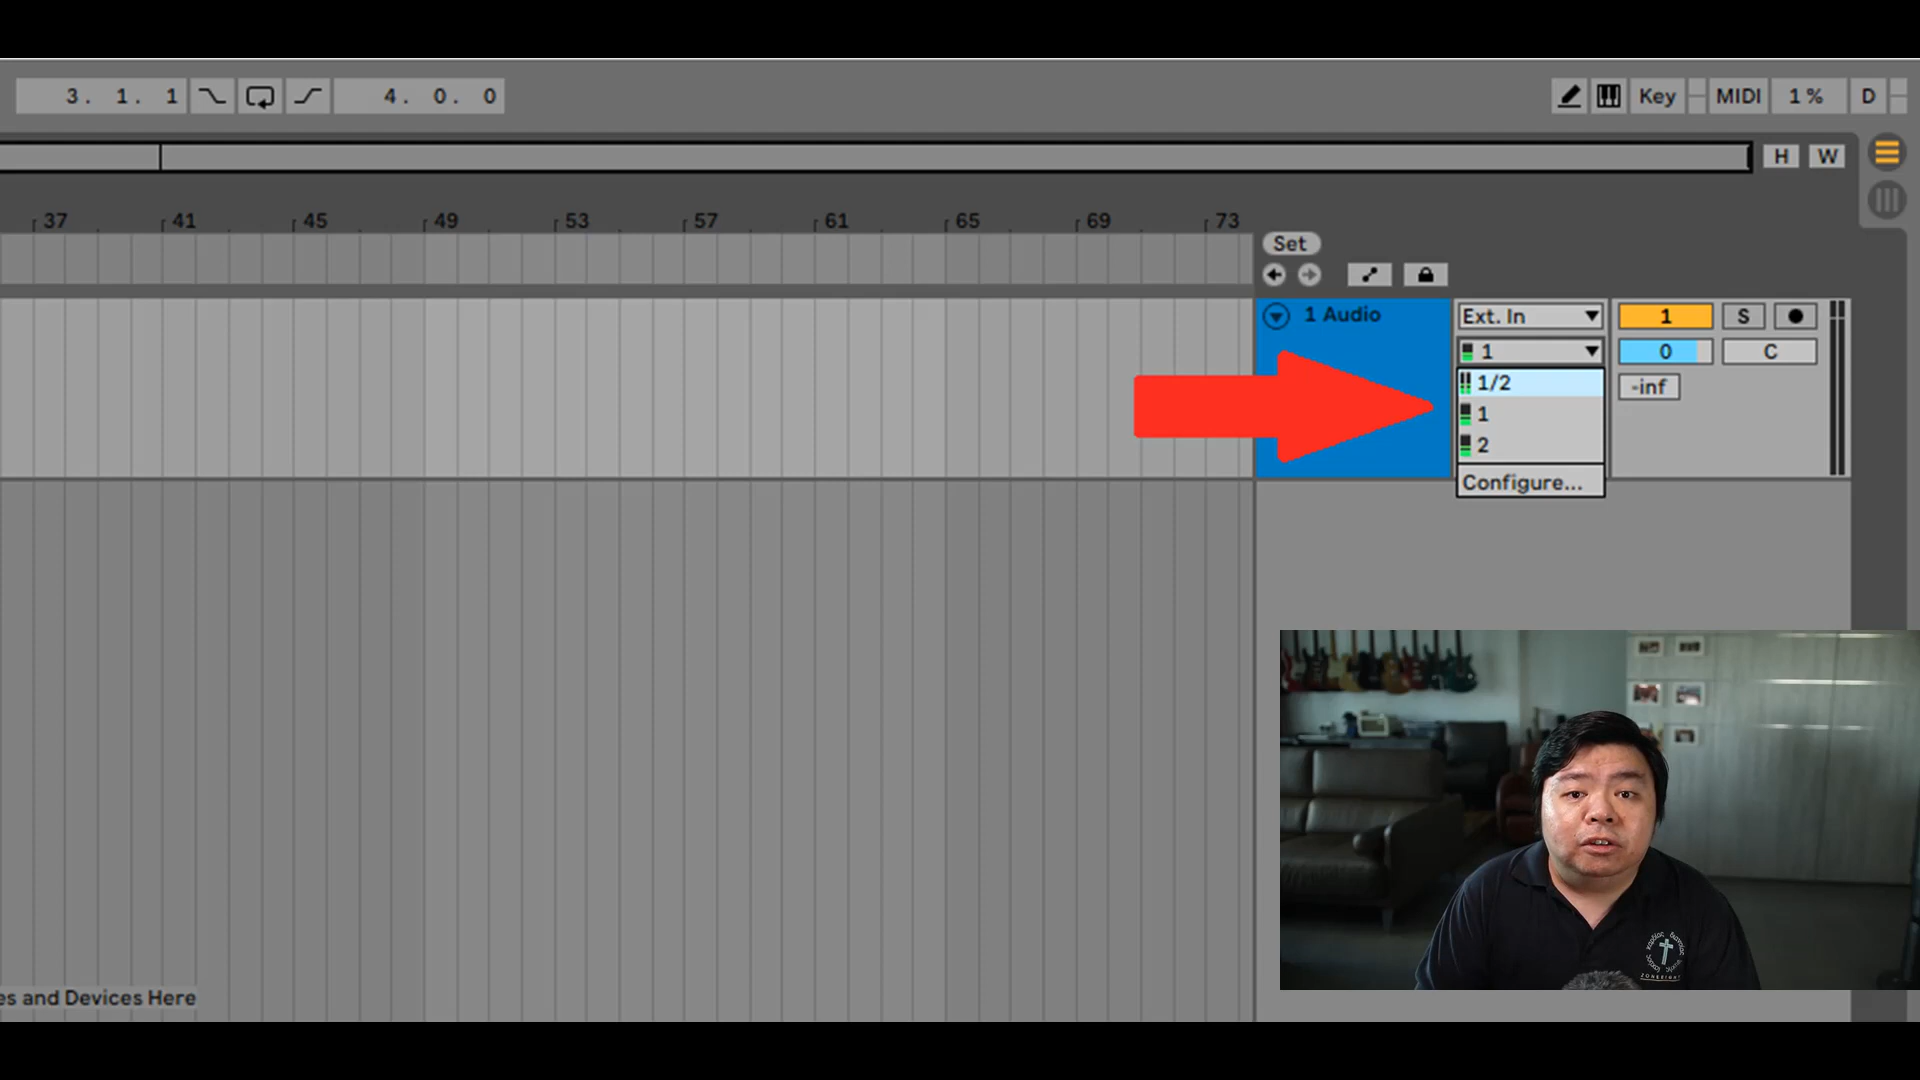 3. 1. 1
4. 0. 0
Key
MIDI
1 %
D
H
W
37
41
45
49
53
57
61
65
69
73
Set
1 Audio
Ext. In
1
S
1
0
C
1/2
-inf
1
2
Configure...
es and Devices Here